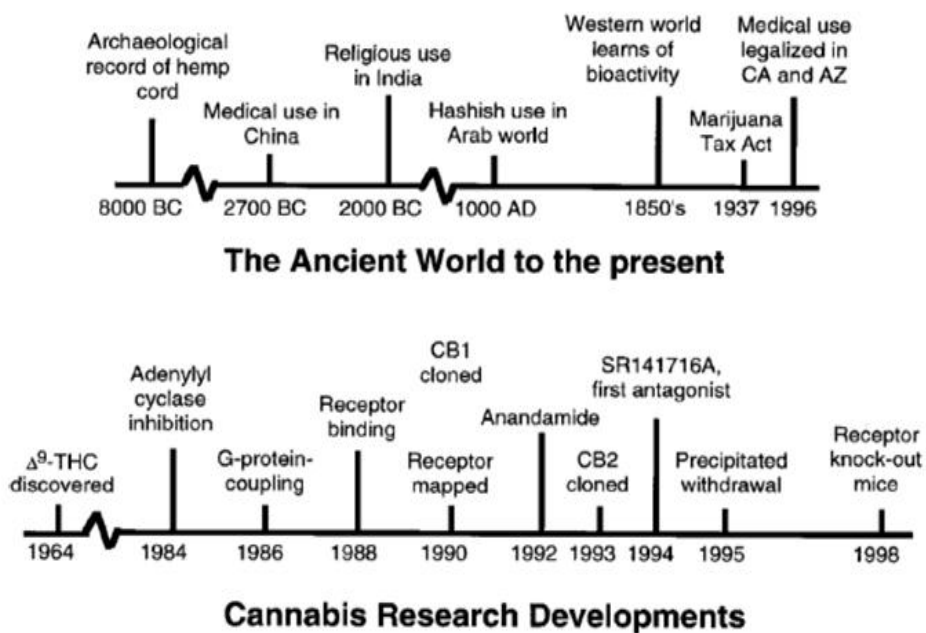 Archaeological
record of hemp
cord
Medical use in
China
Religious use
in India
Hashish use in
Arab world
Western world
learns of
bioactivity
Marijuana
Tax Act
Medical use
legalized in
CA and AZ
8000 BC
2700 BC
2000 BC
1000 AD
1850's
1937
1996
The Ancient World to the present
Δ⁹-THC
discovered
Adenylyl
cyclase
inhibition
G-protein-
coupling
Receptor
binding
CB1
cloned
Receptor
mapped
Anandamide
CB2
cloned
SR141716A,
first antagonist
Precipitated
withdrawal
Receptor
knock-out
mice
1964
1984
1986
1988
1990
1992
1993
1994
1995
1998
Cannabis Research Developments